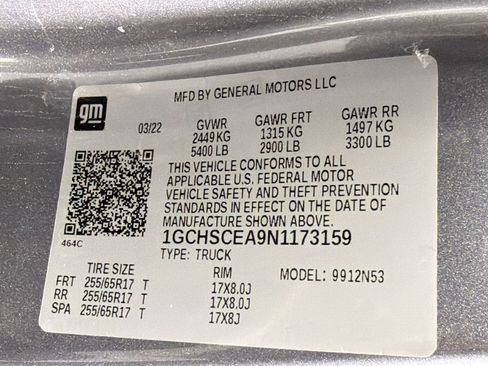 MFD BY GENERAL MOTORS LLC
gm
03/22 GVWR GAWR FRT GAWR RR
2449 KG 1315 KG 1497 KG
5400 LB 2900 LB 3300 LB
THIS VEHICLE CONFORMS TO ALL
APPLICABLE U.S. FEDERAL MOTOR
VEHICLE SAFETY AND THEFT PREVENTION
STANDARDS IN EFFECT ON THE DATE OF
MANUFACTURE SHOWN ABOVE.
464C
1GCHSCEA9N1173159
TYPE: TRUCK
TIRE SIZE RIM MODEL: 9912N53
FRT 255/65R17 T 17X8.0J
RR 255/65R17 T 17X8.0J
SPA 255/65R17 T 17X8J